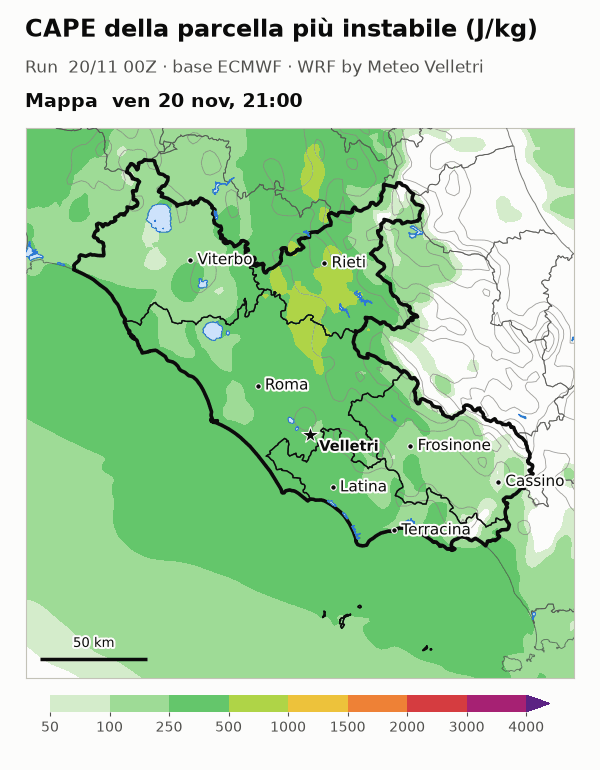 CAPE della parcella più instabile (J/kg)
Run  20/11 00Z · base ECMWF · WRF by Meteo Velletri
Mappa  ven 20 nov, 21:00
Viterbo
Rieti
Roma
Velletri
Frosinone
Cassino
Latina
Terracina
50 km
50 100 250 500 1000 1500 2000 3000 4000